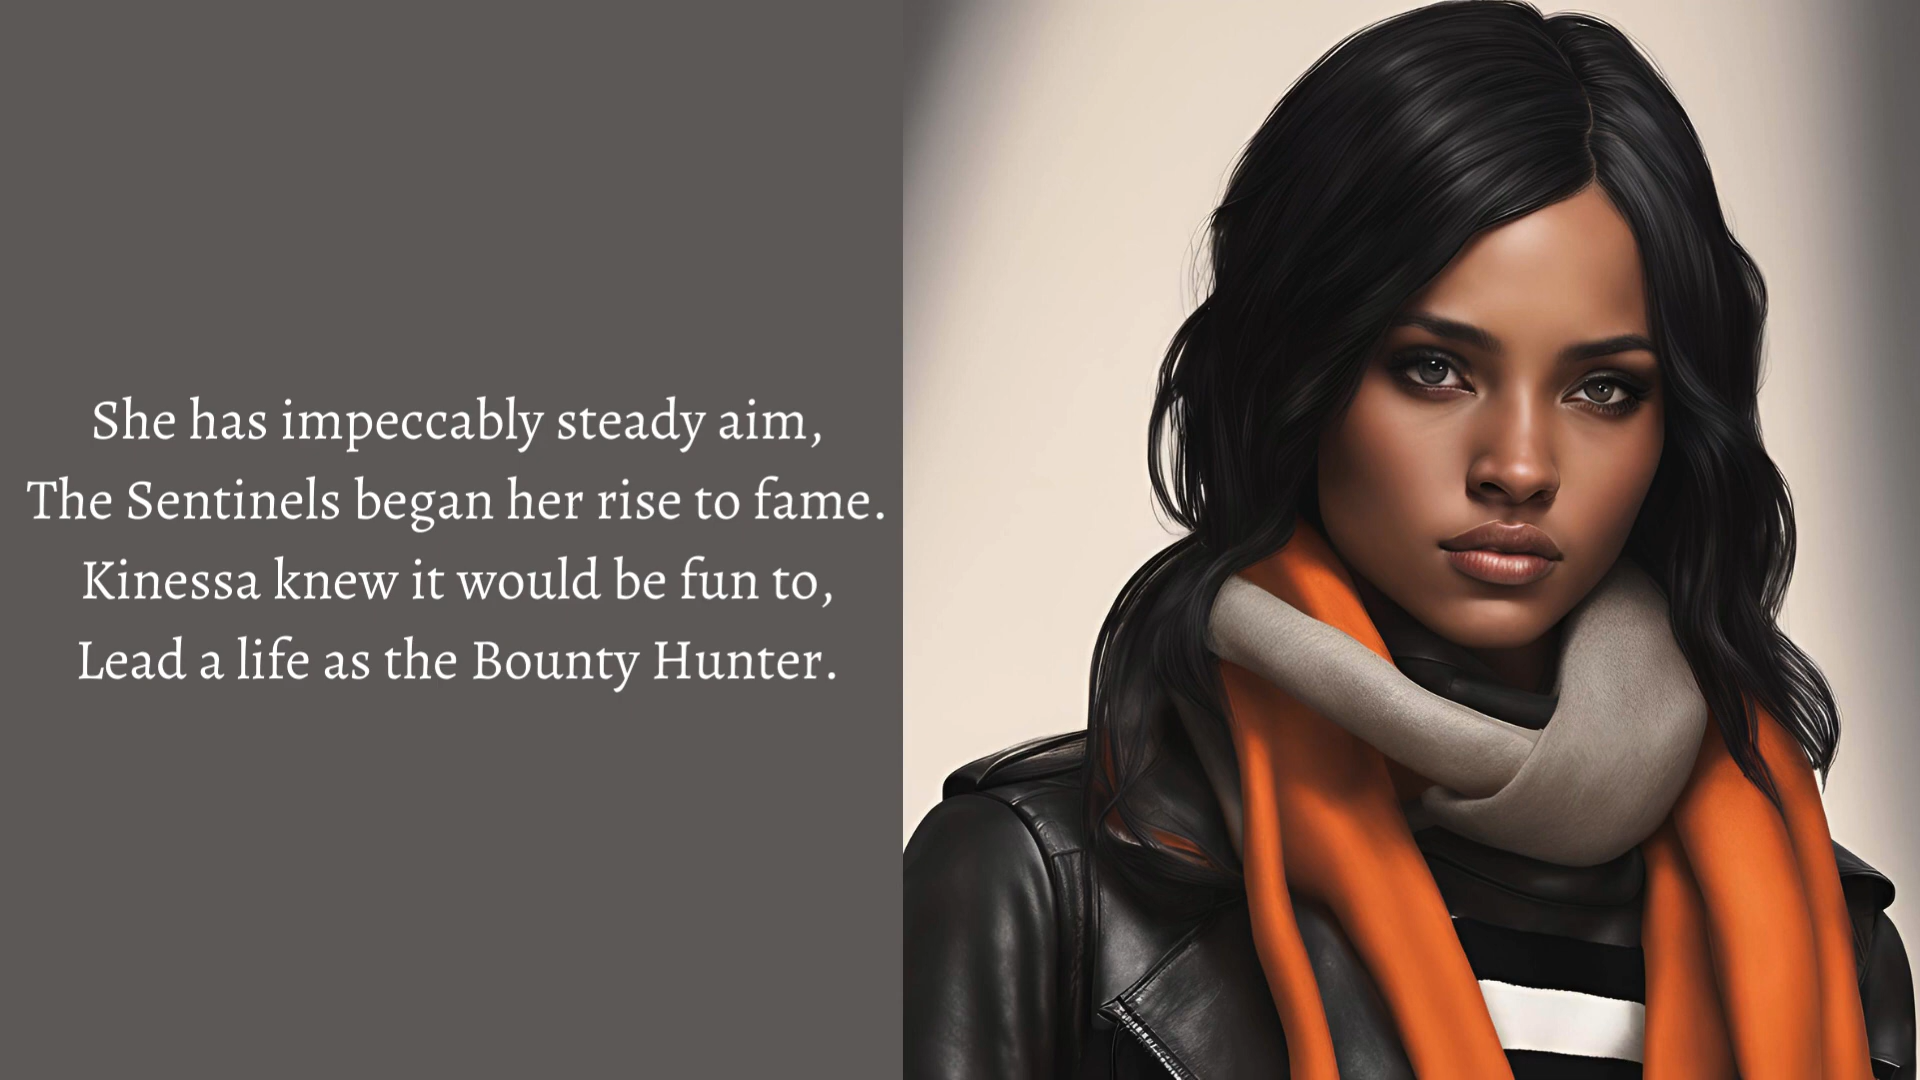 She has impeccably steady aim,
The Sentinels began her rise to fame.
Kinessa knew it would be fun to,
Lead a life as the Bounty Hunter.